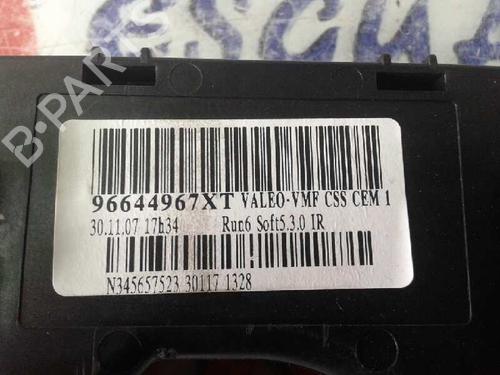 B-PARTS
96644967XT VALEO-VMF CSS CEM 1
30.11.07 17h34 Run6 Soft5.3.0 IR
N345657523 30117 1328